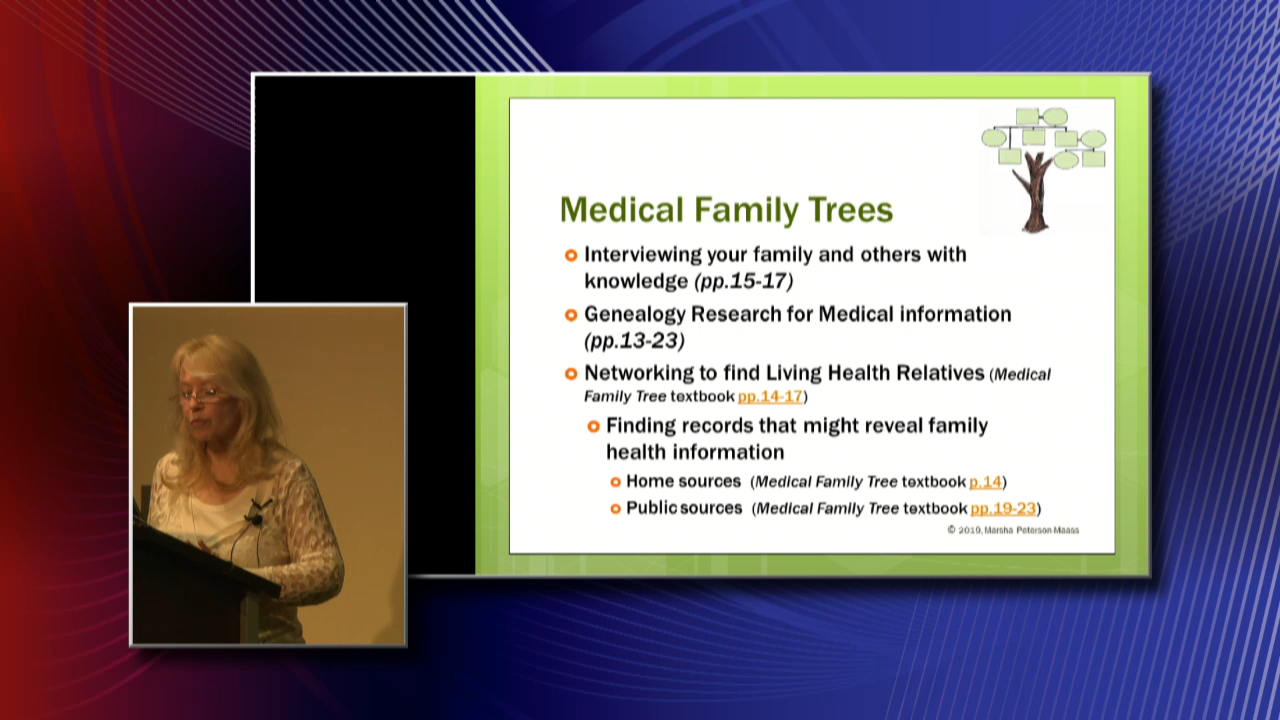 Medical Family Trees
Interviewing your family and others with
knowledge (pp.15-17)
Genealogy Research for Medical information
(pp.13-23)
Networking to find Living Health Relatives (Medical
Family Tree textbook pp.14-17)
Finding records that might reveal family
health information
Home sources (Medical Family Tree textbook p.14)
Public sources (Medical Family Tree textbook pp.19-23)
© 2019, Marsha Peterson Maass